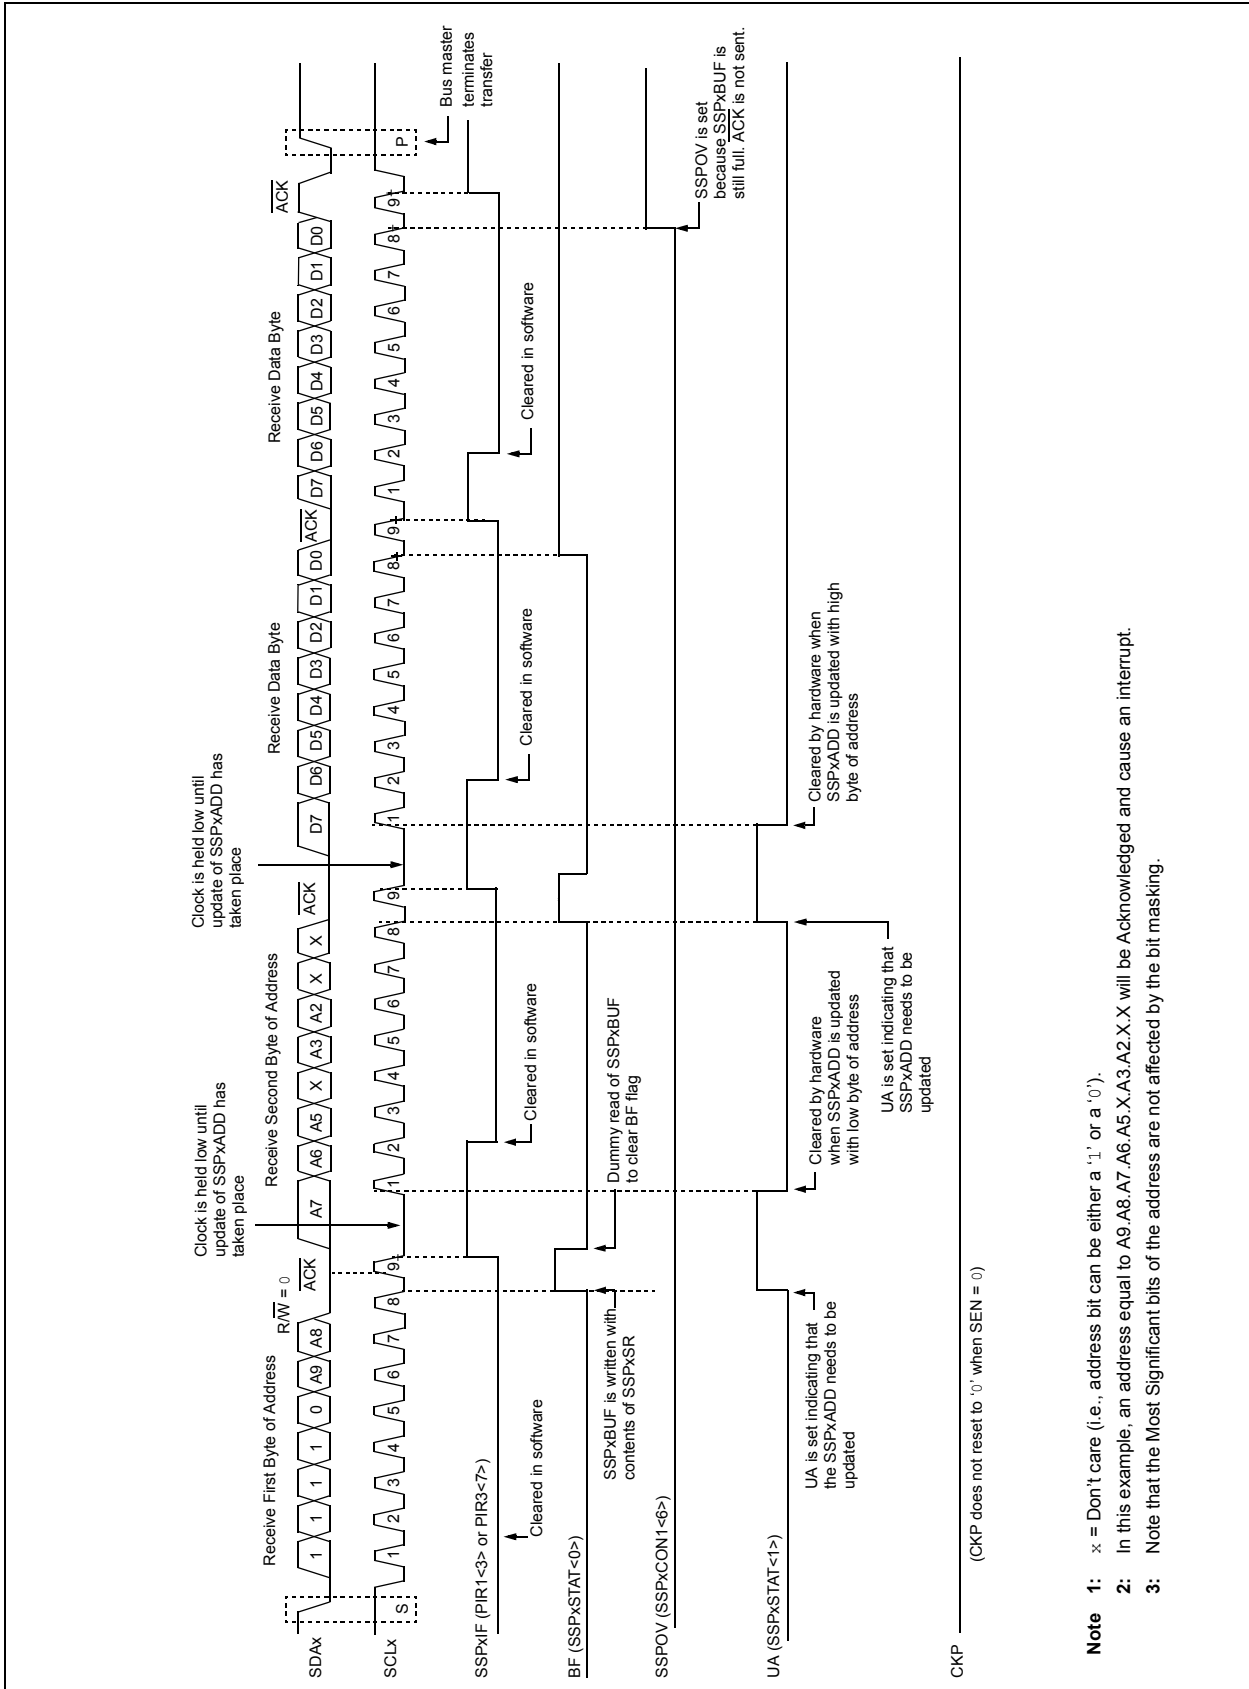 Receive First Byte of Address
R/W = 0
ACK
Clock is held low until
update of SSPxADD has
taken place
Receive Second Byte of Address
ACK
Clock is held low until
update of SSPxADD has
taken place
Receive Data Byte
ACK
Receive Data Byte
ACK
SDAx
1 1 1 1 0 A9 A8 A7 A6 A5 X A3 A2 X X D7 D6 D5 D4 D3 D2 D1 D0 D7 D6 D5 D4 D3 D2 D1 D0
SCLx
S 1 2 3 4 5 6 7 8 9 1 2 3 4 5 6 7 8 9 1 2 3 4 5 6 7 8 9 1 2 3 4 5 6 7 8 9 P
Bus master
terminates
transfer
SSPxIF (PIR1<3> or PIR3<7>)
Cleared in software
Cleared in software
Cleared in software
Cleared in software
BF (SSPxSTAT<0>)
SSPxBUF is written with
contents of SSPxSR
Dummy read of SSPxBUF
to clear BF flag
SSPOV (SSPxCON1<6>)
SSPOV is set
because SSPxBUF is
still full. ACK is not sent.
UA (SSPxSTAT<1>)
UA is set indicating that
the SSPxADD needs to be
updated
Cleared by hardware
when SSPxADD is updated
with low byte of address
UA is set indicating that
SSPxADD needs to be
updated
Cleared by hardware when
SSPxADD is updated with high
byte of address
CKP
(CKP does not reset to ‘0’ when SEN = 0)
Note 1: x = Don’t care (i.e., address bit can be either a ‘1’ or a ‘0’).
2: In this example, an address equal to A9.A8.A7.A6.A5.X.A3.A2.X.X will be Acknowledged and cause an interrupt.
3: Note that the Most Significant bits of the address are not affected by the bit masking.